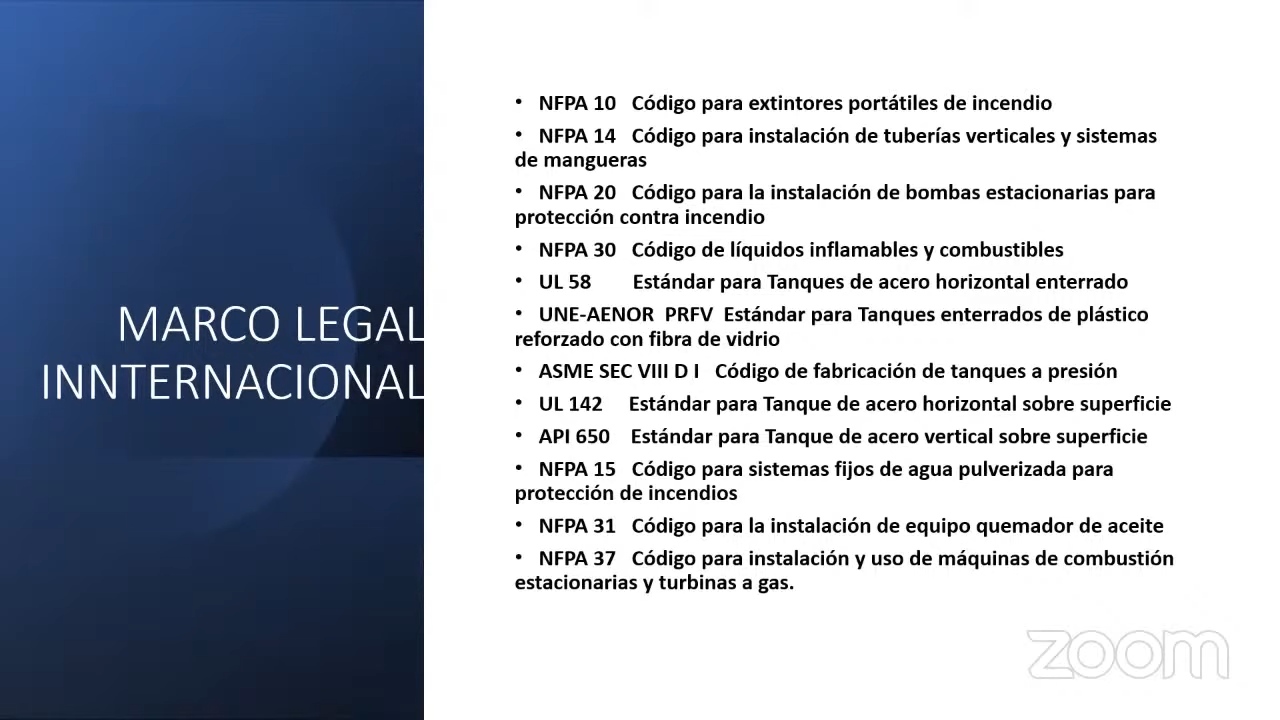 MARCO LEGAL
INNTERNACIONAL
• NFPA 10 Código para extintores portátiles de incendio
• NFPA 14 Código para instalación de tuberías verticales y sistemas
de mangueras
• NFPA 20 Código para la instalación de bombas estacionarias para
protección contra incendio
• NFPA 30 Código de líquidos inflamables y combustibles
• UL 58 Estándar para Tanques de acero horizontal enterrado
• UNE-AENOR PRFV Estándar para Tanques enterrados de plástico
reforzado con fibra de vidrio
• ASME SEC VIII D I Código de fabricación de tanques a presión
• UL 142 Estándar para Tanque de acero horizontal sobre superficie
• API 650 Estándar para Tanque de acero vertical sobre superficie
• NFPA 15 Código para sistemas fijos de agua pulverizada para
protección de incendios
• NFPA 31 Código para la instalación de equipo quemador de aceite
• NFPA 37 Código para instalación y uso de máquinas de combustión
estacionarias y turbinas a gas.
zoom